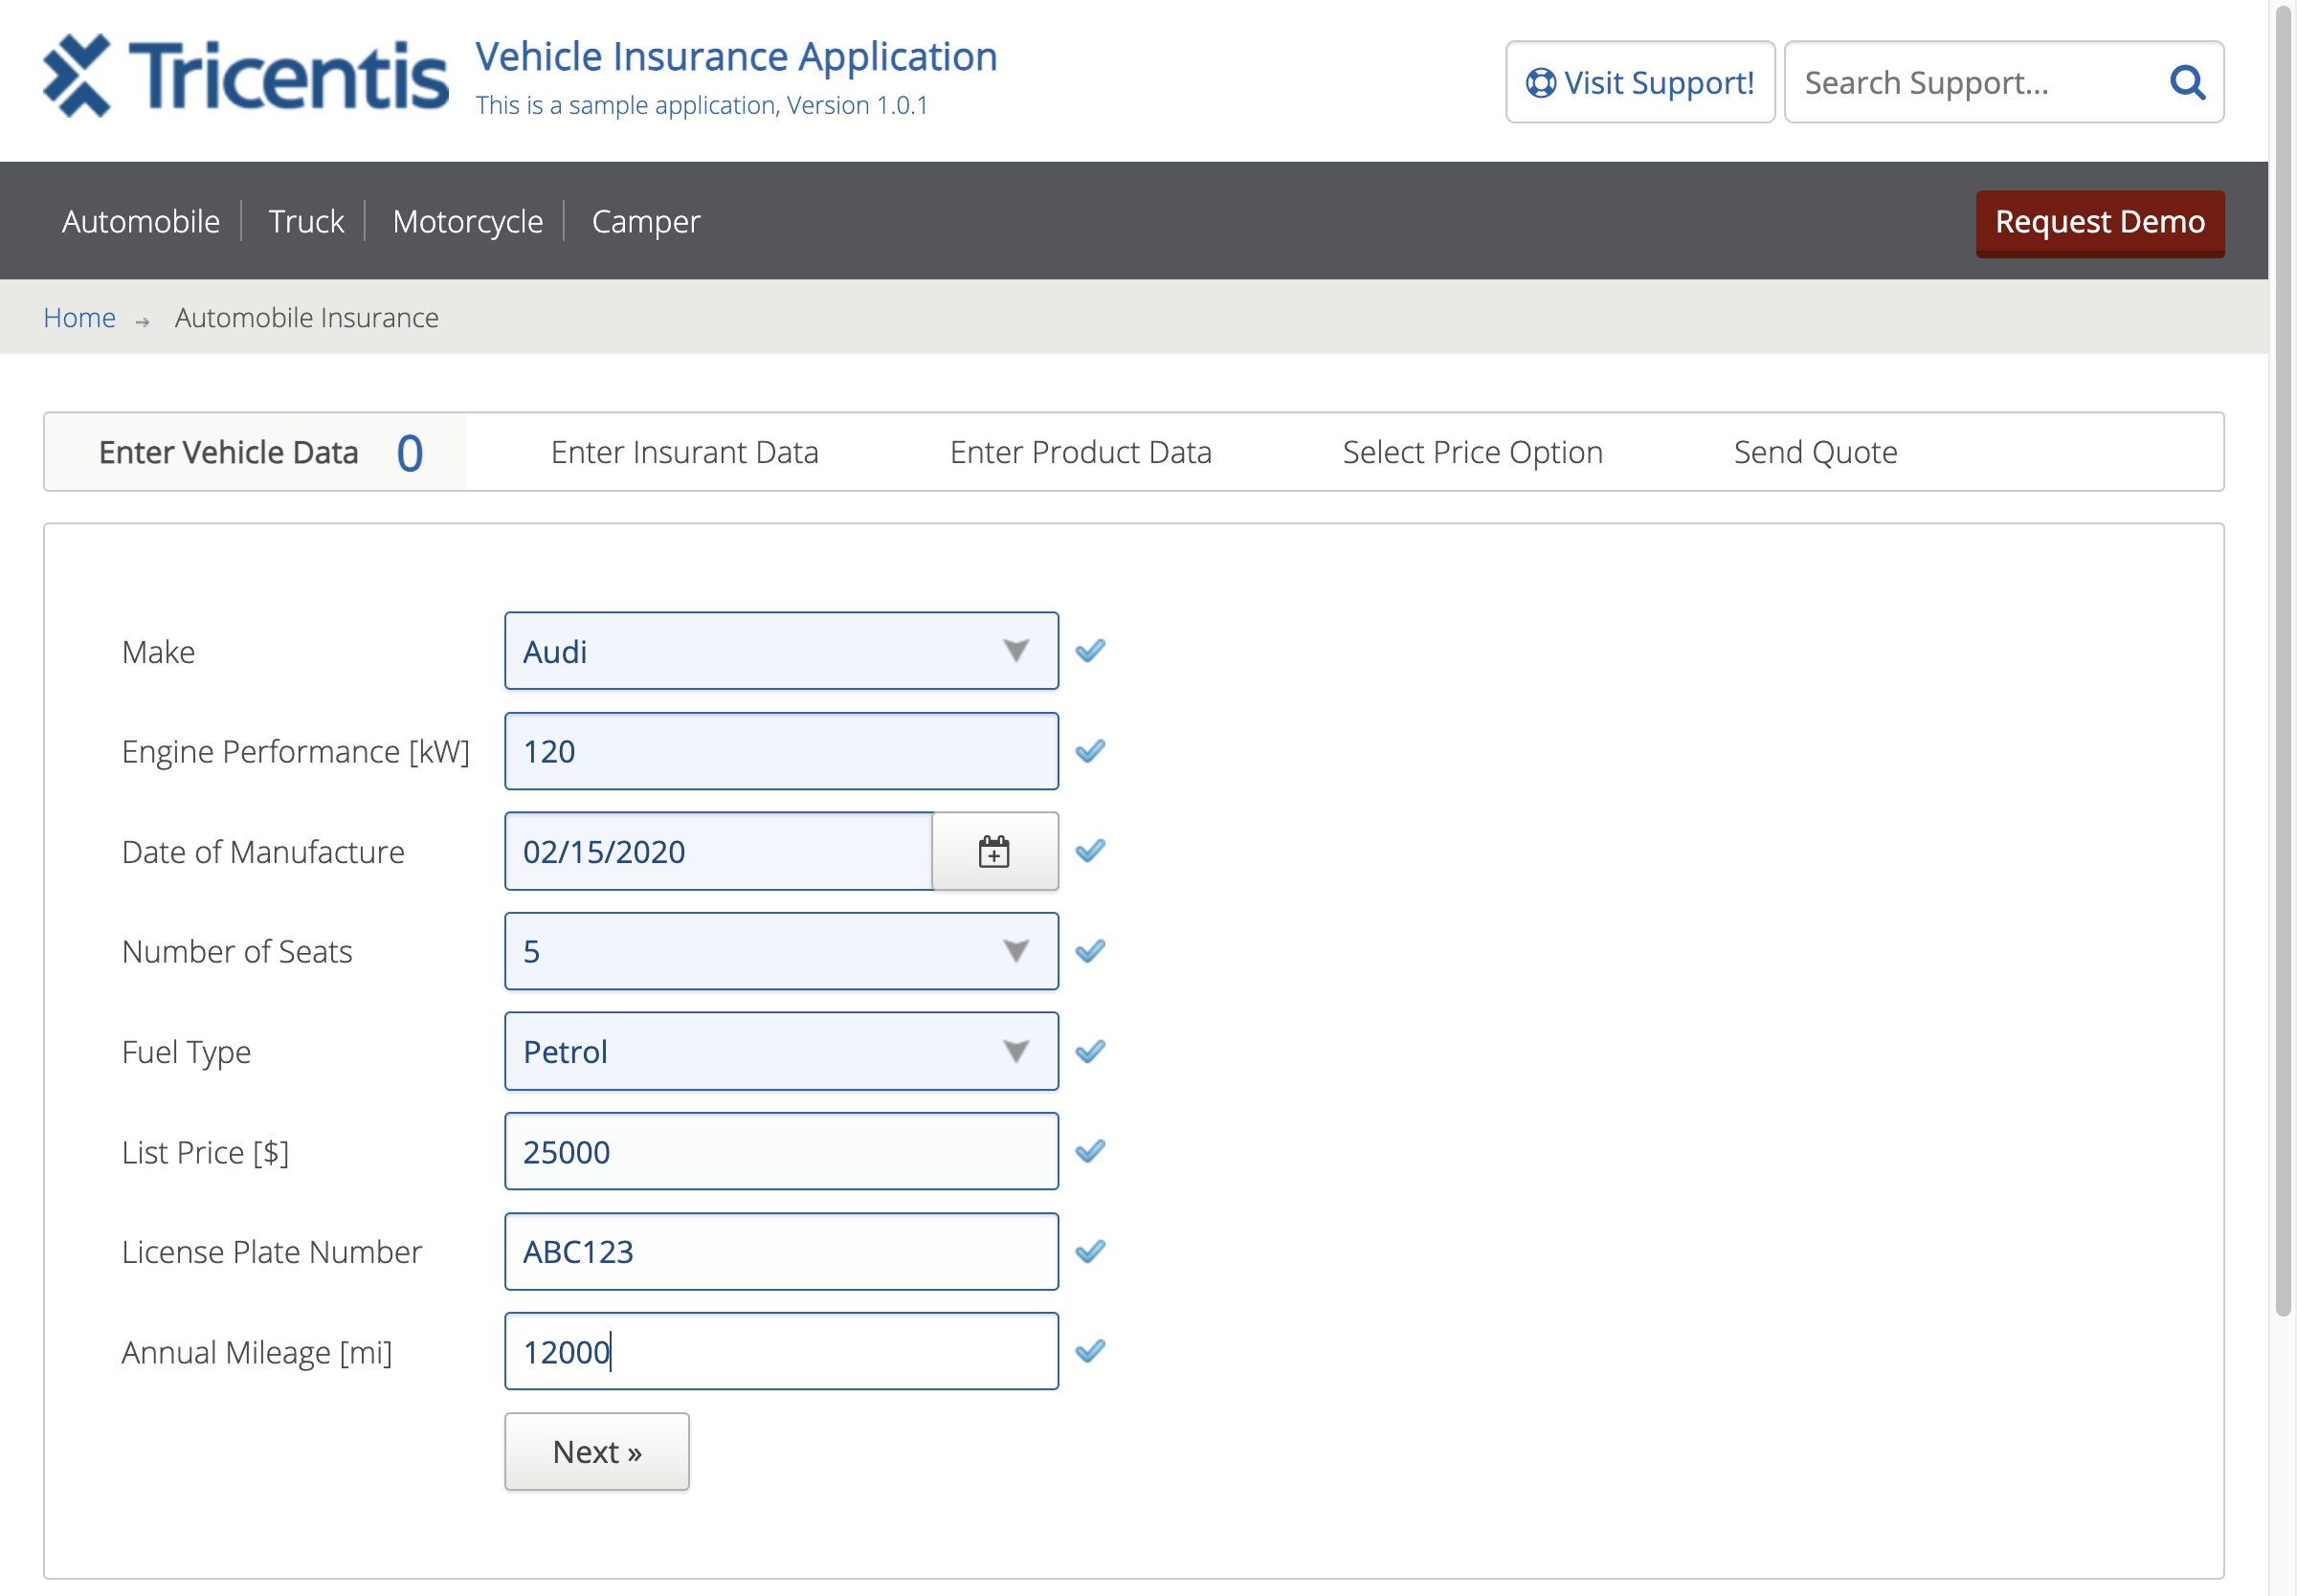 Tricentis
Vehicle Insurance Application
This is a sample application, Version 1.0.1
Visit Support!
Search Support...
Automobile
Truck
Motorcycle
Camper
Request Demo
Home
Automobile Insurance
Enter Vehicle Data 0
Enter Insurant Data
Enter Product Data
Select Price Option
Send Quote
Make
Audi
Engine Performance [kW]
120
Date of Manufacture
02/15/2020
Number of Seats
5
Fuel Type
Petrol
List Price [$]
25000
License Plate Number
ABC123
Annual Mileage [mi]
12000
Next »